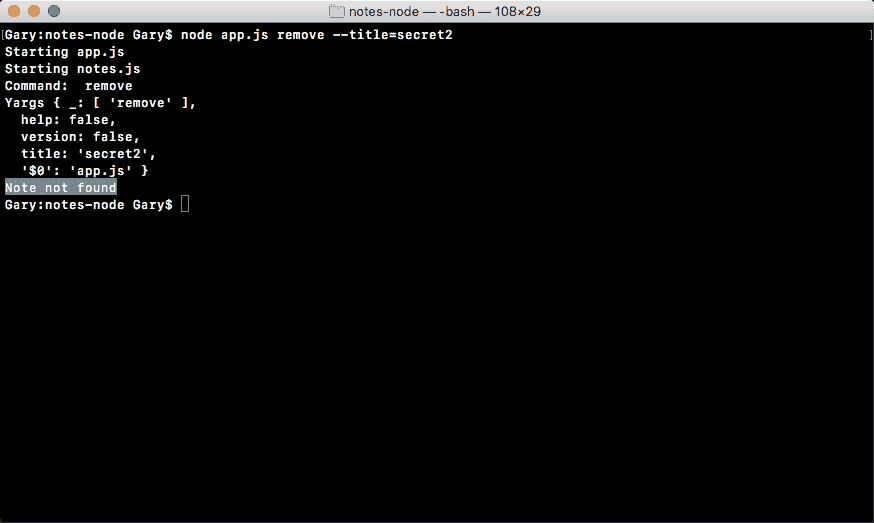 notes-node — -bash — 108×29
[Gary:notes-node Gary$ node app.js remove --title=secret2 ]
Starting app.js
Starting notes.js
Command:  remove
Yargs { _: [ 'remove' ],
  help: false,
  version: false,
  title: 'secret2',
  '$0': 'app.js' }
Note not found
Gary:notes-node Gary$